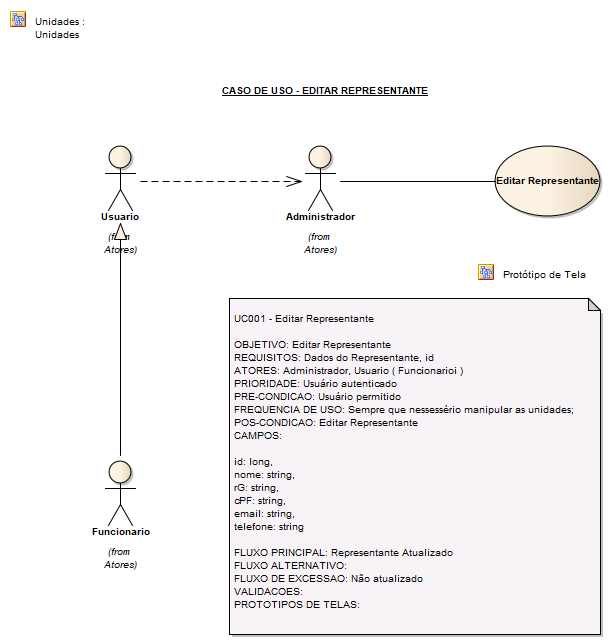 Unidades :
Unidades
CASO DE USO - EDITAR REPRESENTANTE
Editar Representante
Usuario
(from
Atores)
Administrador
(from
Atores)
Protótipo de Tela
UC001 - Editar Representante
OBJETIVO: Editar Representante
REQUISITOS: Dados do Representante, id
ATORES: Administrador, Usuario ( Funcionarioi )
PRIORIDADE: Usuário autenticado
PRE-CONDICAO: Usuário permitido
FREQUENCIA DE USO: Sempre que nessessério manipular as unidades;
POS-CONDICAO: Editar Representante
CAMPOS:
id: long,
nome: string,
rG: string,
cPF: string,
email: string,
telefone: string
FLUXO PRINCIPAL: Representante Atualizado
FLUXO ALTERNATIVO:
FLUXO DE EXCESSAO: Não atualizado
VALIDACOES:
PROTOTIPOS DE TELAS:
Funcionario
(from
Atores)